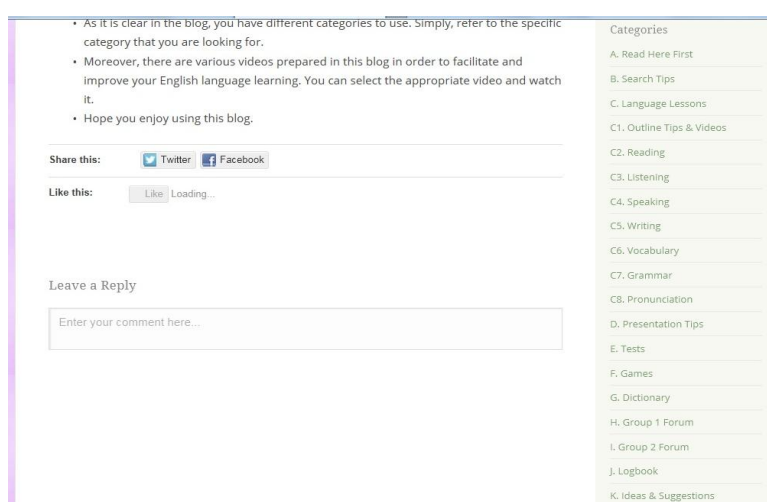 • As it is clear in the blog, you have different categories to use. Simply, refer to the specific
category that you are looking for.
• Moreover, there are various videos prepared in this blog in order to facilitate and
improve your English language learning. You can select the appropriate video and watch
it.
• Hope you enjoy using this blog.
Share this:
Twitter
Facebook
Like this:
Like
Loading...
Leave a Reply
Enter your comment here...
Categories
A. Read Here First
B. Search Tips
C. Language Lessons
C1. Outline Tips & Videos
C2. Reading
C3. Listening
C4. Speaking
C5. Writing
C6. Vocabulary
C7. Grammar
C8. Pronunciation
D. Presentation Tips
E. Tests
F. Games
G. Dictionary
H. Group 1 Forum
I. Group 2 Forum
J. Logbook
K. Ideas & Suggestions